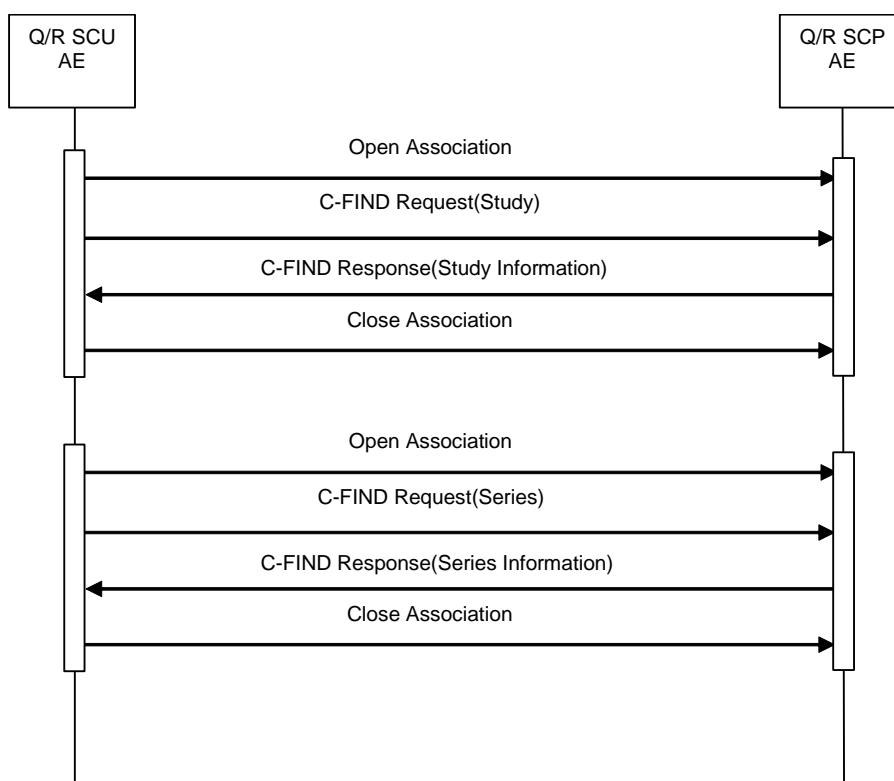 Q/R SCU
AE
Q/R SCP
AE
Open Association
C-FIND Request(Study)
C-FIND Response(Study Information)
Close Association
Open Association
C-FIND Request(Series)
C-FIND Response(Series Information)
Close Association